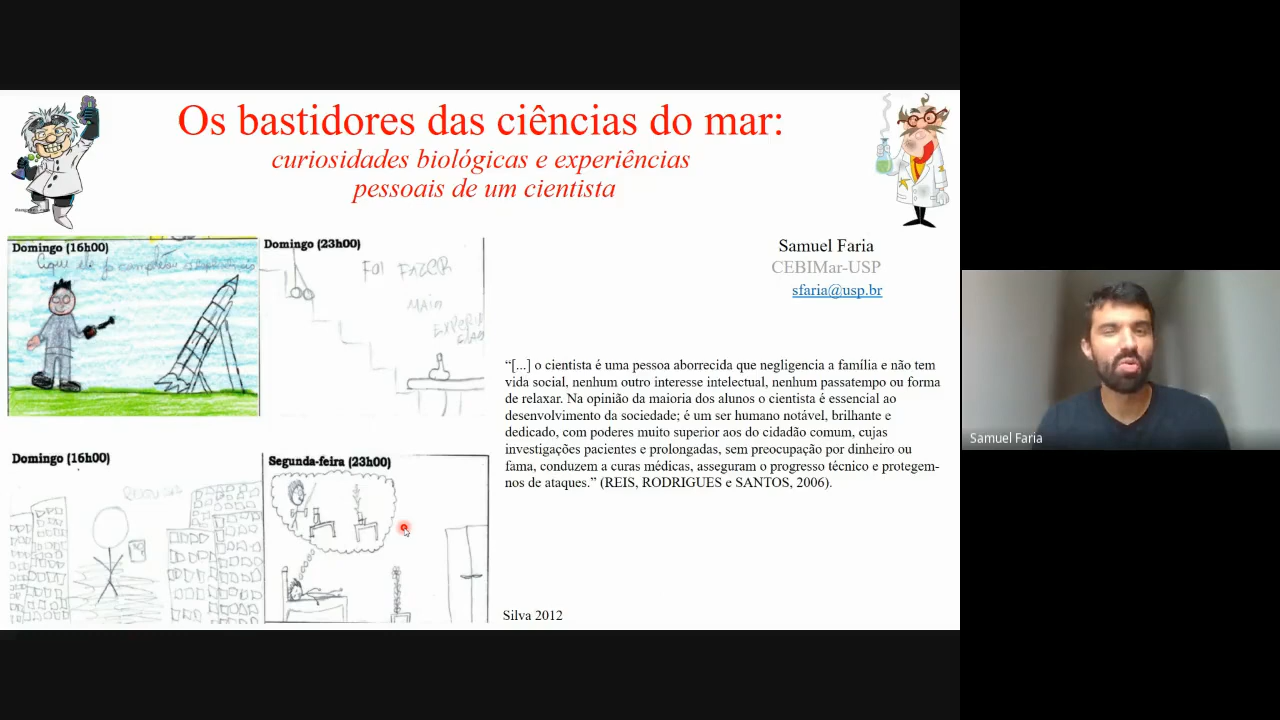 Os bastidores das ciências do mar:
curiosidades biológicas e experiências
pessoais de um cientista
Domingo (16h00)
Domingo (23h00)
FOI FAZER
MAIS
Samuel Faria
CEBIMar-USP
sfaria@usp.br
“[...] o cientista é uma pessoa aborrecida que negligencia a família e não tem
vida social, nenhum outro interesse intelectual, nenhum passatempo ou forma
de relaxar. Na opinião da maioria dos alunos o cientista é essencial ao
desenvolvimento da sociedade; é um ser humano notável, brilhante e
dedicado, com poderes muito superior aos do cidadão comum, cujas
investigações pacientes e prolongadas, sem preocupação por dinheiro ou
fama, conduzem a curas médicas, asseguram o progresso técnico e protegem-
nos de ataques.” (REIS, RODRIGUES e SANTOS, 2006).
Domingo (16h00)
Segunda-feira (23h00)
Silva 2012
Samuel Faria